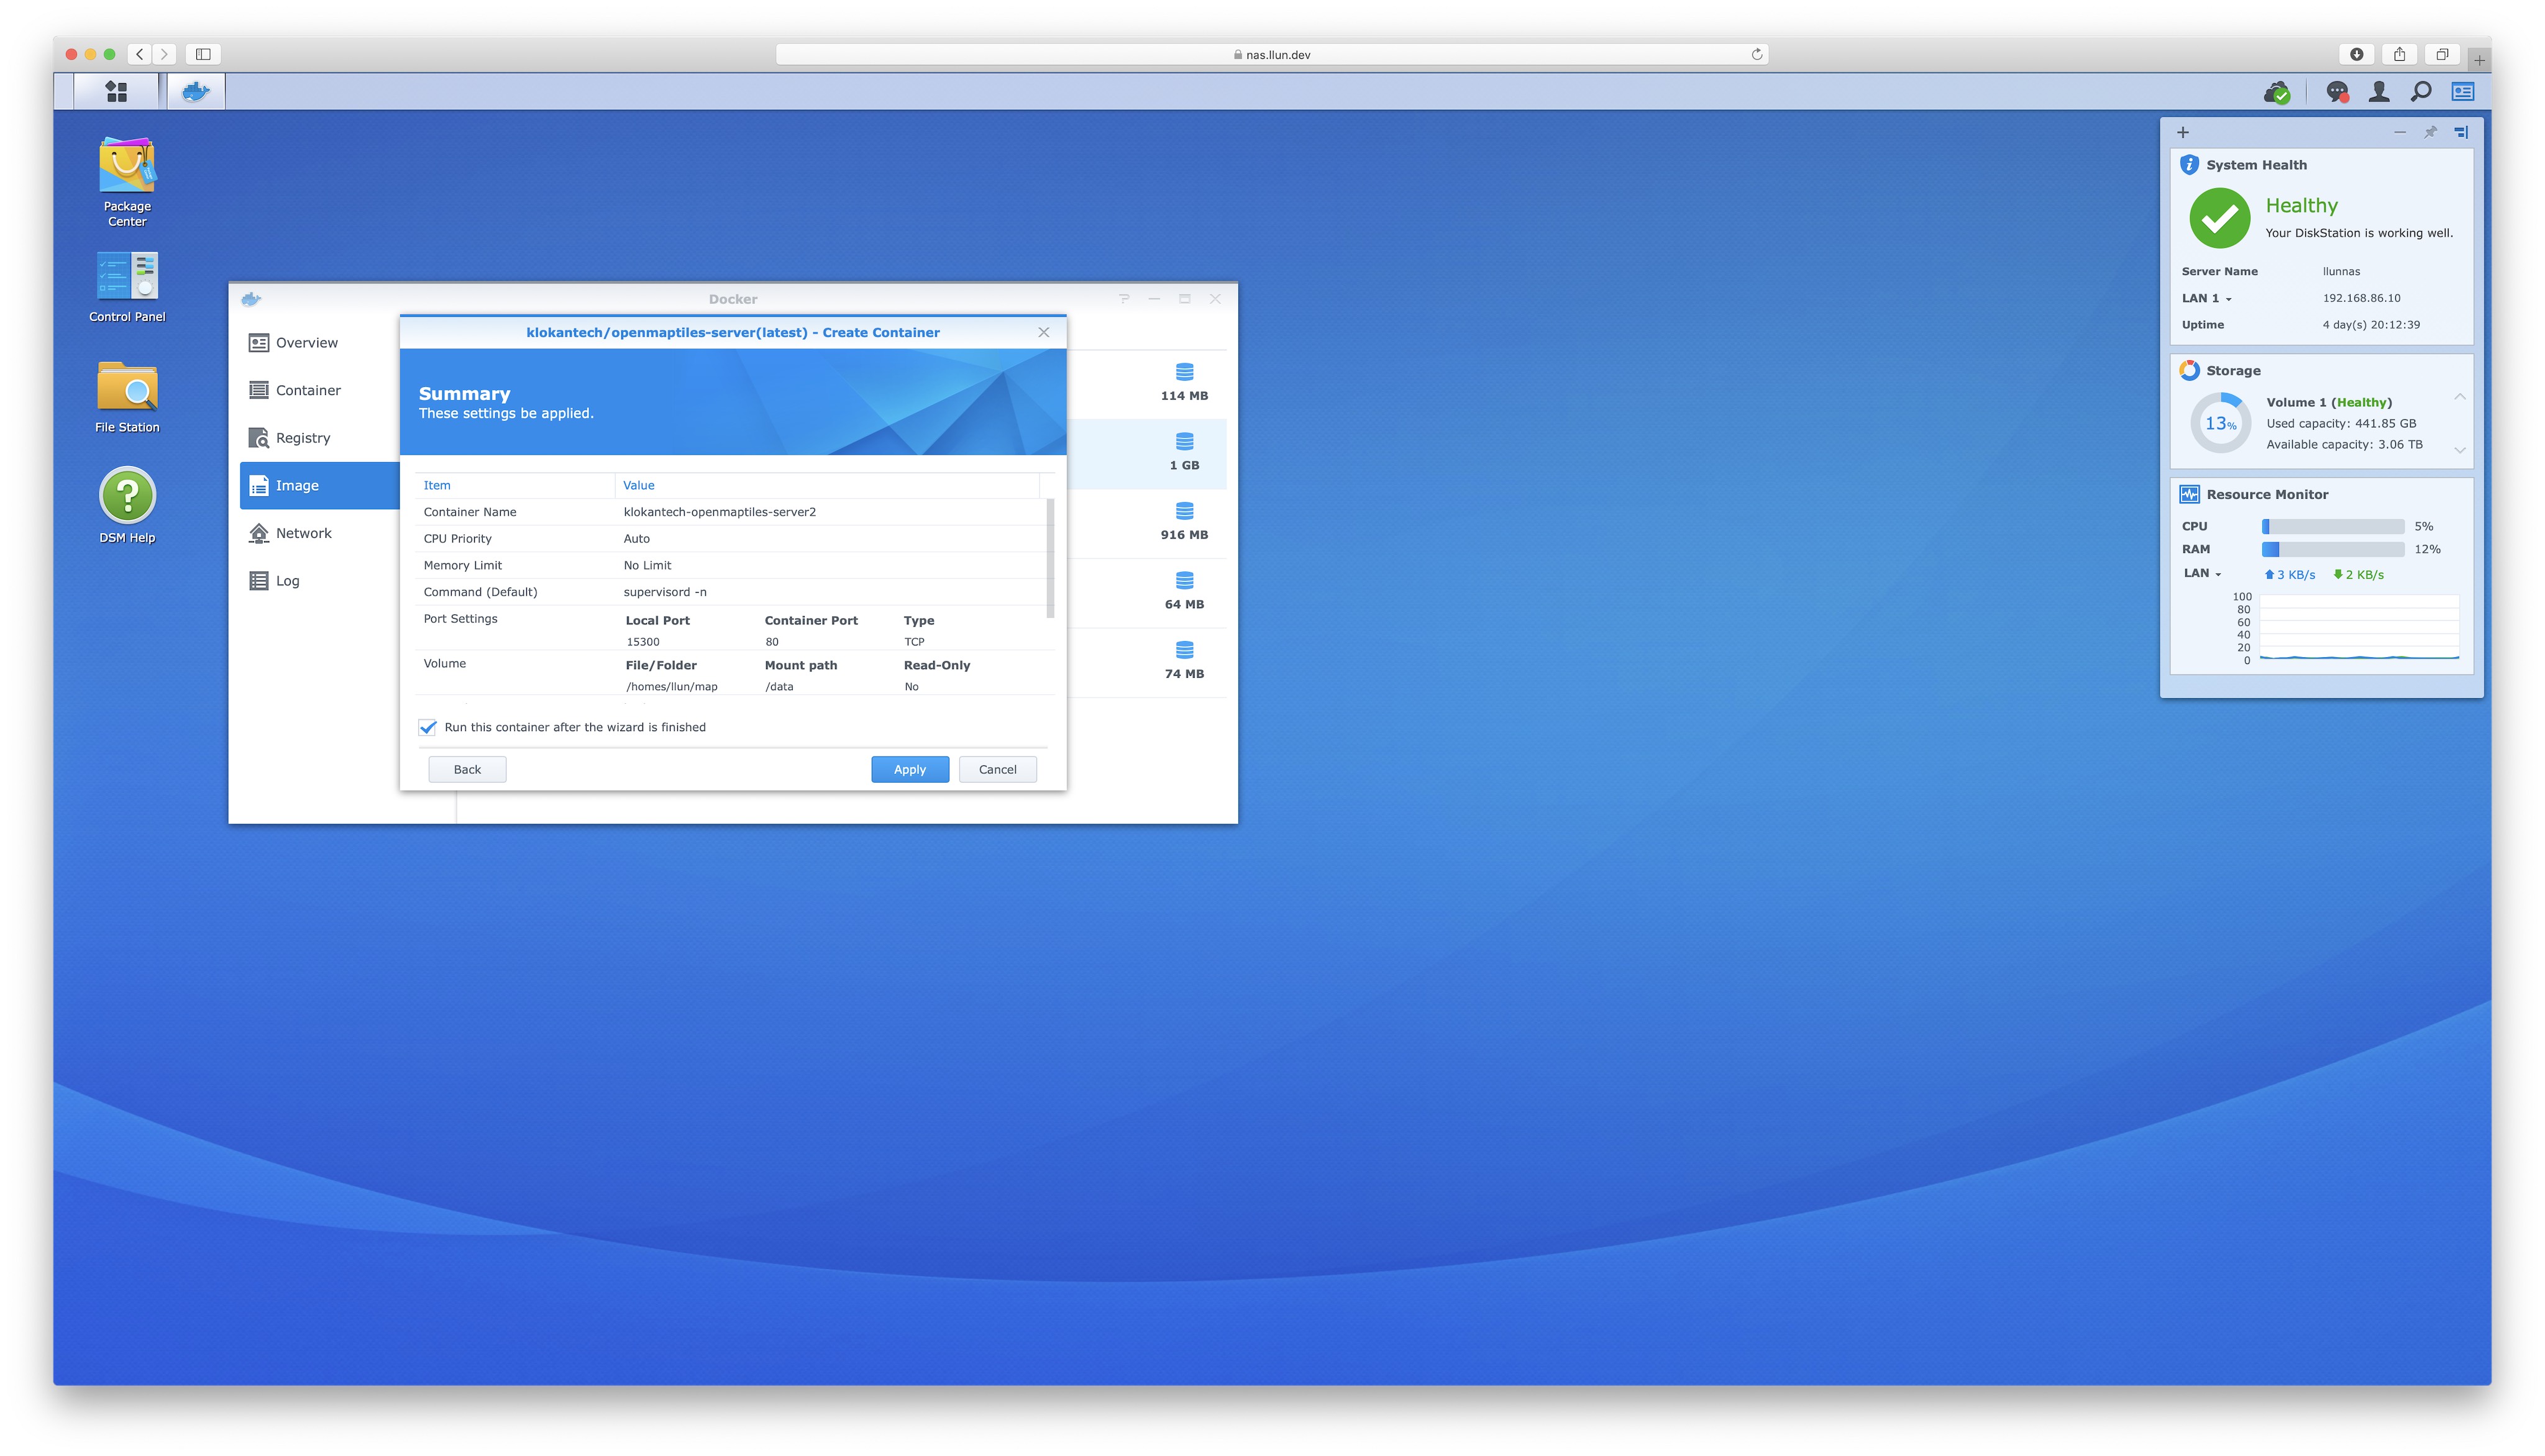 nas.llun.dev
Package
Center
Control Panel
File Station
DSM Help
Docker
Overview
Container
Registry
Image
Network
Log
114 MB
1 GB
916 MB
64 MB
74 MB
klokantech/openmaptiles-server(latest) - Create Container
Summary
These settings be applied.
Item Value
Container Name klokantech-openmaptiles-server2
CPU Priority Auto
Memory Limit No Limit
Command (Default) supervisord -n
Port Settings Local Port Container Port Type
15300 80 TCP
Volume File/Folder Mount path Read-Only
/homes/llun/map /data No
Run this container after the wizard is finished
Back Apply Cancel
System Health
Healthy
Your DiskStation is working well.
Server Name llunnas
LAN 1 192.168.86.10
Uptime 4 day(s) 20:12:39
Storage
13%
Volume 1 (Healthy)
Used capacity: 441.85 GB
Available capacity: 3.06 TB
Resource Monitor
CPU 5%
RAM 12%
LAN 3 KB/s 2 KB/s
100
80
60
40
20
0